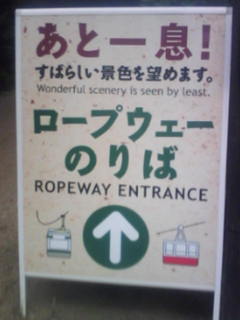 あと一息!
すばらしい景色を望めます。
Wonderful scenery is seen by least.
ロープウェー
のりば
ROPEWAY ENTRANCE